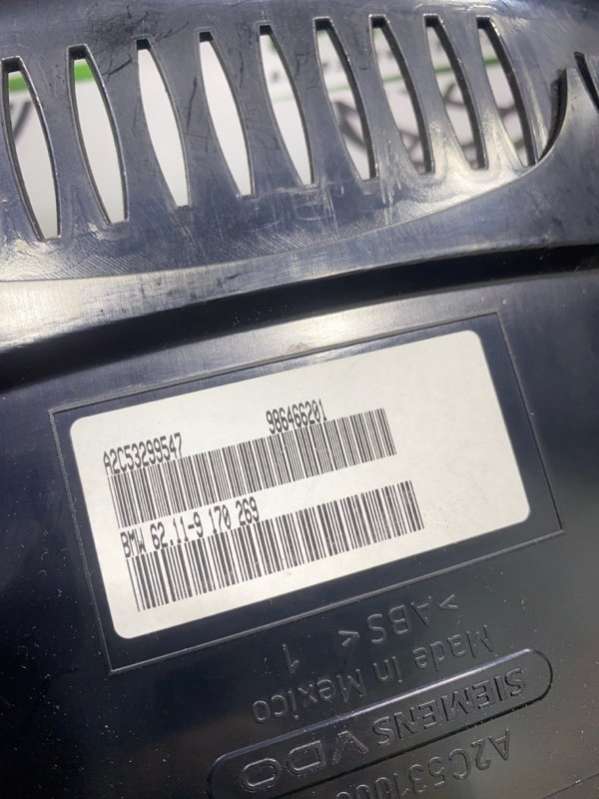 A2C53299547 986466201
BMW 62.11-9 170 269
>ABS<
1
Made in Mexico
SIEMENS VDO